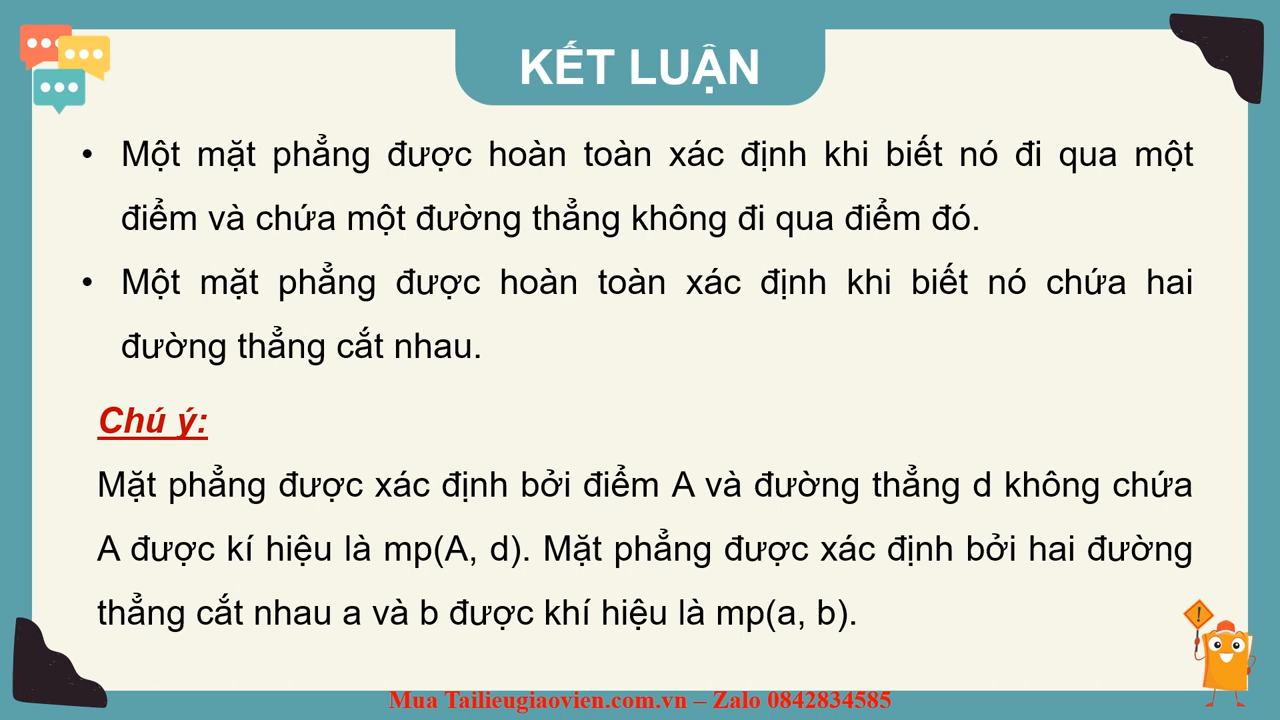 KẾT LUẬN
• Một mặt phẳng được hoàn toàn xác định khi biết nó đi qua một
điểm và chứa một đường thẳng không đi qua điểm đó.
• Một mặt phẳng được hoàn toàn xác định khi biết nó chứa hai
đường thẳng cắt nhau.
Chú ý:
Mặt phẳng được xác định bởi điểm A và đường thẳng d không chứa
A được kí hiệu là mp(A, d). Mặt phẳng được xác định bởi hai đường
thẳng cắt nhau a và b được khí hiệu là mp(a, b).
!
Mua Tailieugiaovien.com.vn – Zalo 0842834585